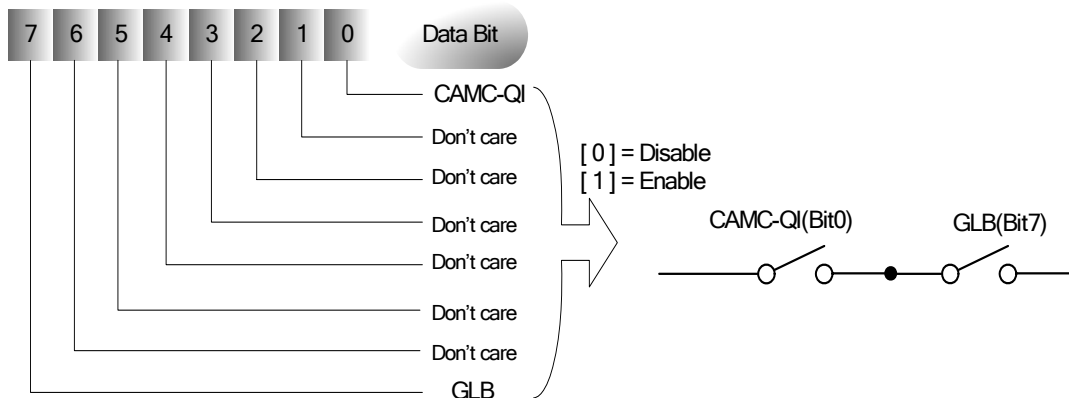 7 6 5 4 3 2 1 0 Data Bit
CAMC-QI
Don't care
Don't care
Don't care
Don't care
Don't care
Don't care
GLB
[ 0 ] = Disable
[ 1 ] = Enable
CAMC-QI(Bit0) GLB(Bit7)